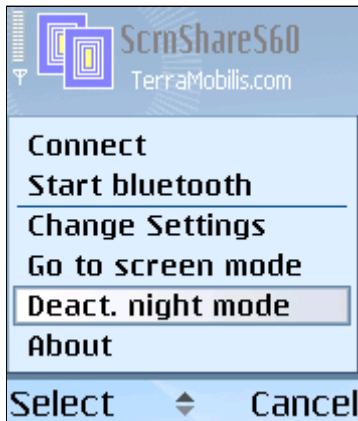 ScrnShareS60
TerraMobilis.com
Connect
Start bluetooth
Change Settings
Go to screen mode
Deact. night mode
About
Select Cancel